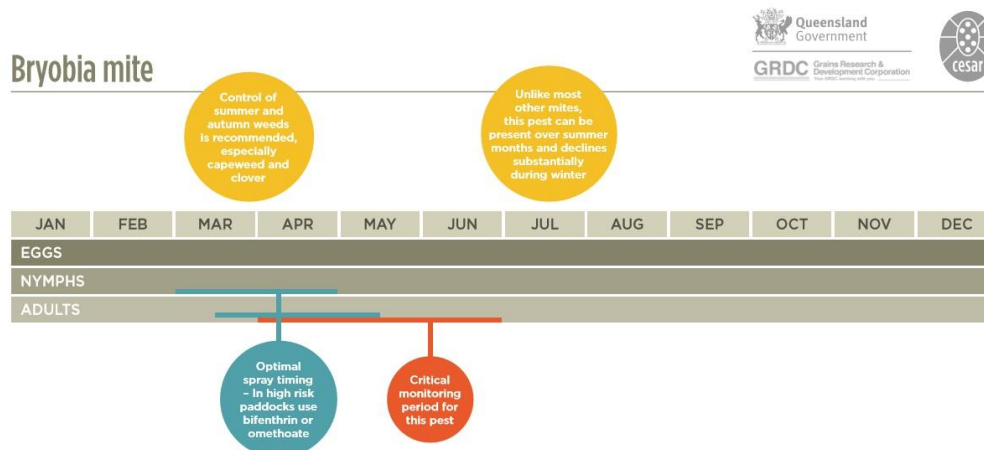 Queensland
Government
GRDC
Grains Research &
Development Corporation
cesar
Bryobia mite
Control of
summer and
autumn weeds
is recommended,
especially
capeweed and
clover
Unlike most
other mites,
this pest can be
present over summer
months and declines
substantially
during winter
JAN FEB MAR APR MAY JUN JUL AUG SEP OCT NOV DEC
EGGS
NYMPHS
ADULTS
Optimal
spray timing
– In high risk
paddocks use
bifenthrin or
omethoate
Critical
monitoring
period for
this pest